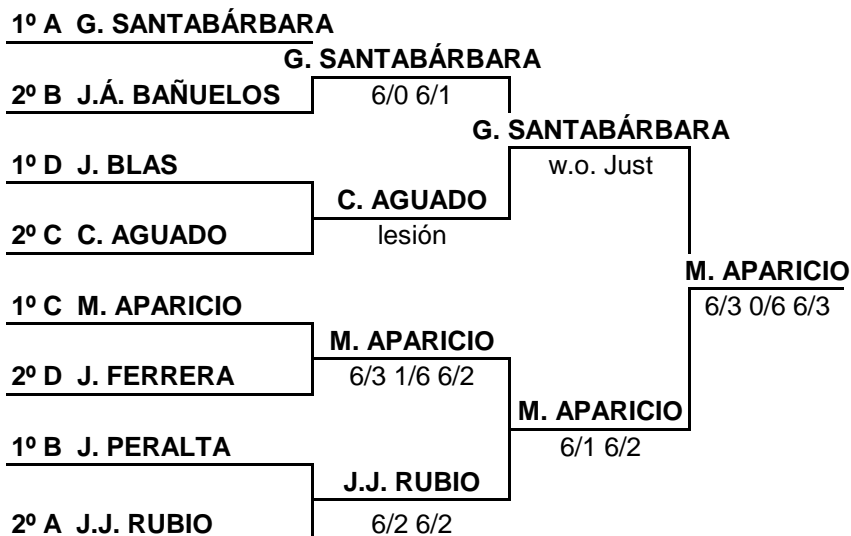 1º A G. SANTABÁRBARA
G. SANTABÁRBARA
2º B J.Á. BAÑUELOS
6/0 6/1
G. SANTABÁRBARA
1º D J. BLAS
w.o. Just
C. AGUADO
2º C C. AGUADO
lesión
M. APARICIO
1º C M. APARICIO
6/3 0/6 6/3
M. APARICIO
2º D J. FERRERA
6/3 1/6 6/2
M. APARICIO
1º B J. PERALTA
6/1 6/2
J.J. RUBIO
2º A J.J. RUBIO
6/2 6/2